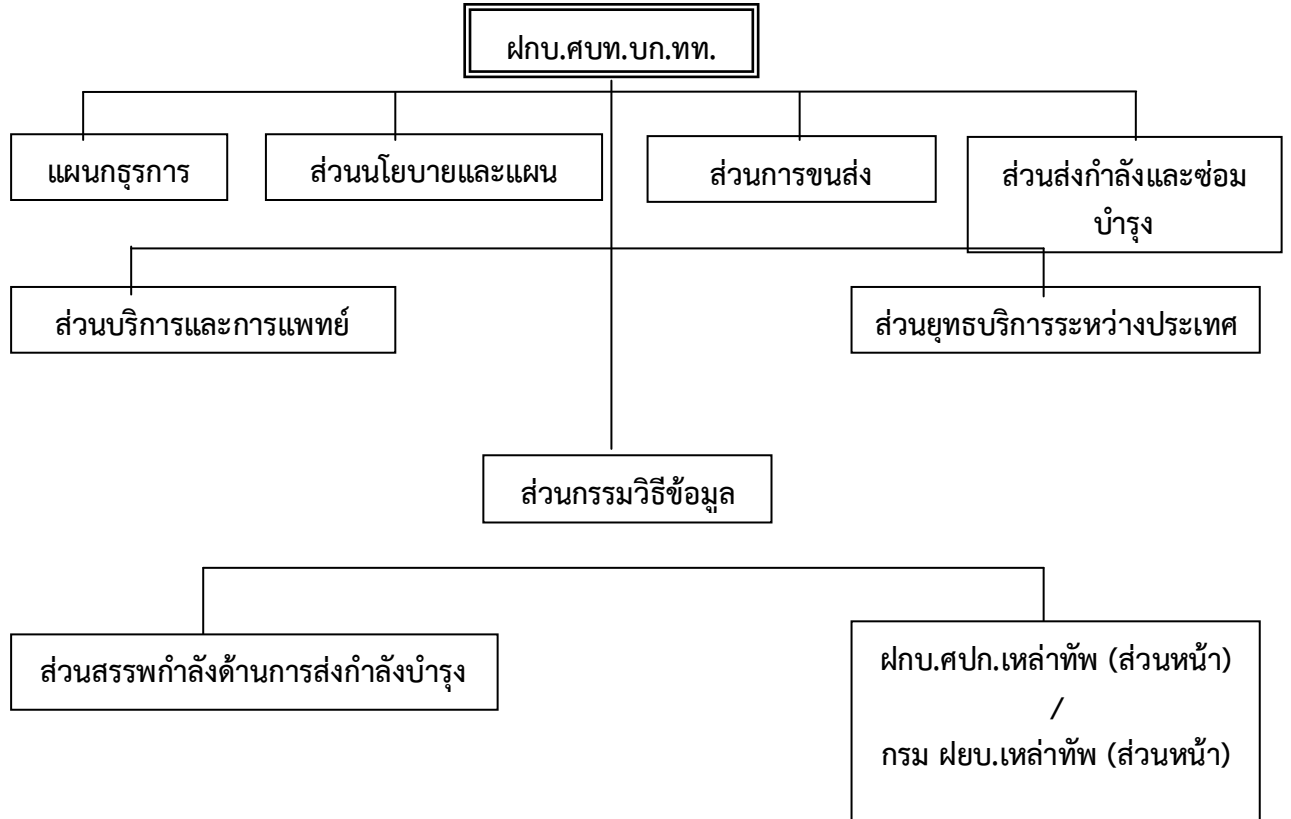 ฝกบ.ศบท.บก.ทท.
แผนกธุรการ
ส่วนนโยบายและแผน
ส่วนการขนส่ง
ส่วนส่งกำลังและซ่อม
บำรุง
ส่วนบริการและการแพทย์
ส่วนยุทธบริการระหว่างประเทศ
ส่วนกรรมวิธีข้อมูล
ส่วนสรรพกำลังด้านการส่งกำลังบำรุง
ฝกบ.ศปก.เหล่าทัพ (ส่วนหน้า)
/
กรม ฝยบ.เหล่าทัพ (ส่วนหน้า)